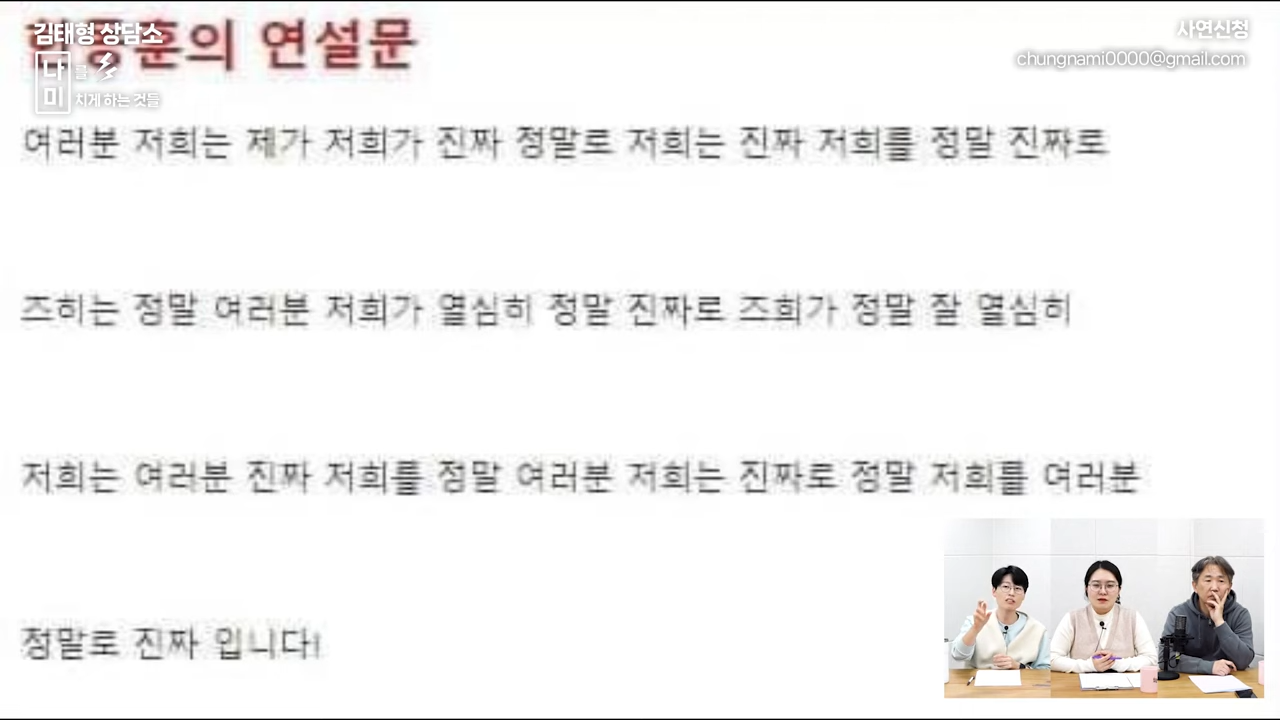 김태형 상담소
나를
미치게 하는 것들
사연신청
chungnami0000@gmail.com
훈의 연설문
여러분 저희는 제가 저희가 진짜 정말로 저희는 진짜 저희를 정말 진짜로
즈히는 정말 여러분 저희가 열심히 정말 진짜로 즈희가 정말 잘 열심히
저희는 여러분 진짜 저희를 정말 여러분 저희는 진짜로 정말 저희를 여러분
정말로 진짜 입니다!